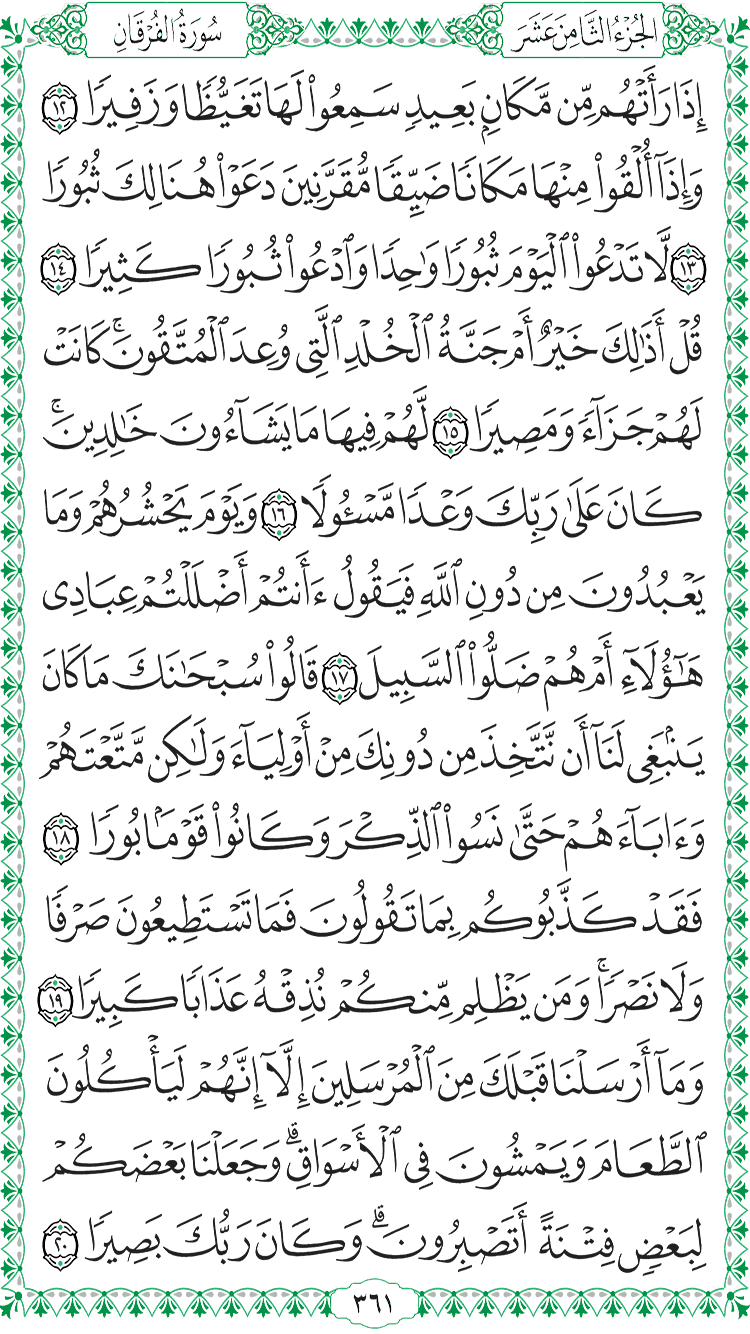 الجُزْءُ الثَّامِنَ عَشَرَ
سُورَةُ الفُرْقَانِ
إِذَا رَأَتْهُم مِّن مَّكَانِۭ بَعِيدٖ سَمِعُواْ لَهَا تَغَيُّظٗا وَزَفِيرٗا ١٢
وَإِذَآ أُلۡقُواْ مِنۡهَا مَكَانٗا ضَيِّقٗا مُّقَرَّنِينَ دَعَوۡاْ هُنَالِكَ ثُبُورٗا
١٣ لَّا تَدۡعُواْ ٱلۡيَوۡمَ ثُبُورٗا وَٰحِدٗا وَٱدۡعُواْ ثُبُورٗا كَثِيرٗا ١٤
قُلۡ أَذَٰلِكَ خَيۡرٌ أَمۡ جَنَّةُ ٱلۡخُلۡدِ ٱلَّتِي وُعِدَ ٱلۡمُتَّقُونَۚ كَانَتۡ
لَهُمۡ جَزَآءٗ وَمَصِيرٗا ١٥ لَّهُمۡ فِيهَا مَا يَشَآءُونَ خَٰلِدِينَۚ
كَانَ عَلَىٰ رَبِّكَ وَعۡدٗا مَّسۡـُٔولٗا ١٦ وَيَوۡمَ يَحۡشُرُهُمۡ وَمَا
يَعۡبُدُونَ مِن دُونِ ٱللَّهِ فَيَقُولُ ءَأَنتُمۡ أَضۡلَلۡتُمۡ عِبَادِي
هَٰٓؤُلَآءِ أَمۡ هُمۡ ضَلُّواْ ٱلسَّبِيلَ ١٧ قَالُواْ سُبۡحَٰنَكَ مَا كَانَ
يَنۢبَغِي لَنَآ أَن نَّتَّخِذَ مِن دُونِكَ مِنۡ أَوۡلِيَآءَ وَلَٰكِن مَّتَّعۡتَهُمۡ
وَءَابَآءَهُمۡ حَتَّىٰ نَسُواْ ٱلذِّكۡرَ وَكَانُواْ قَوۡمَۢا بُورٗا ١٨
فَقَدۡ كَذَّبُوكُم بِمَا تَقُولُونَ فَمَا تَسۡتَطِيعُونَ صَرۡفٗا
وَلَا نَصۡرٗاۚ وَمَن يَظۡلِم مِّنكُمۡ نُذِقۡهُ عَذَابٗا كَبِيرٗا ١٩
وَمَآ أَرۡسَلۡنَا قَبۡلَكَ مِنَ ٱلۡمُرۡسَلِينَ إِلَّآ إِنَّهُمۡ لَيَأۡكُلُونَ
ٱلطَّعَامَ وَيَمۡشُونَ فِي ٱلۡأَسۡوَاقِۗ وَجَعَلۡنَا بَعۡضَكُمۡ
لِبَعۡضٖ فِتۡنَةً أَتَصۡبِرُونَۗ وَكَانَ رَبُّكَ بَصِيرٗا ٢٠
٣٦١